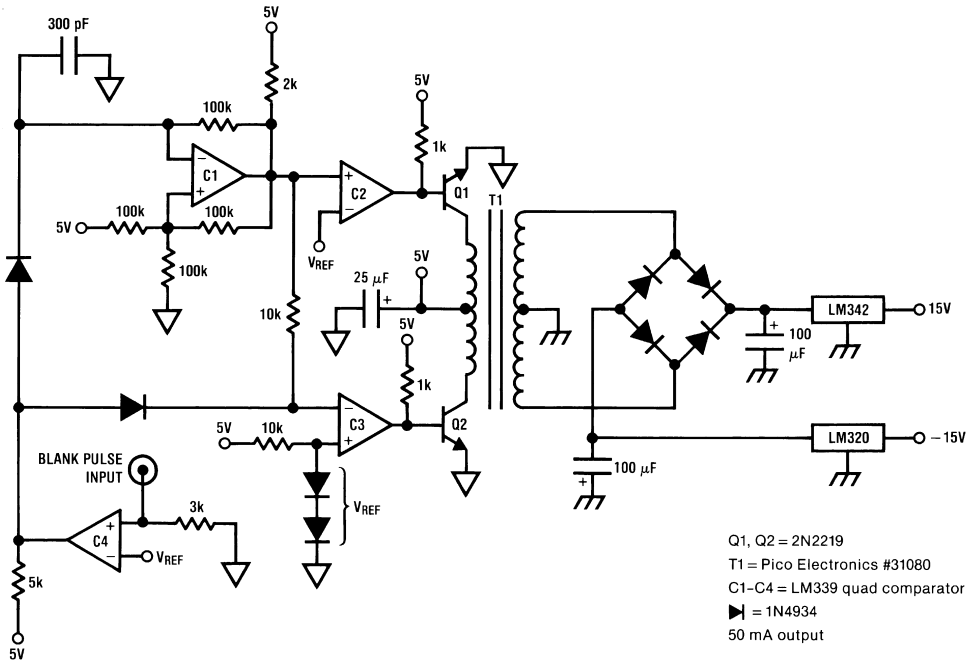 300 pF
5V
2k
100k
5V
1k
−
C1
+
+
C2
−
Q1
T1
100k
100k
5V
VREF
100k
25 μF
+
5V
10k
5V
LM342
15V
+
100
μF
1k
−
C3
+
Q2
5V
10k
LM320
−15V
BLANK PULSE
INPUT
VREF
100 μF
+
3k
+
C4
−
VREF
5k
5V
Q1, Q2 = 2N2219
T1 = Pico Electronics #31080
C1–C4 = LM339 quad comparator
= 1N4934
50 mA output